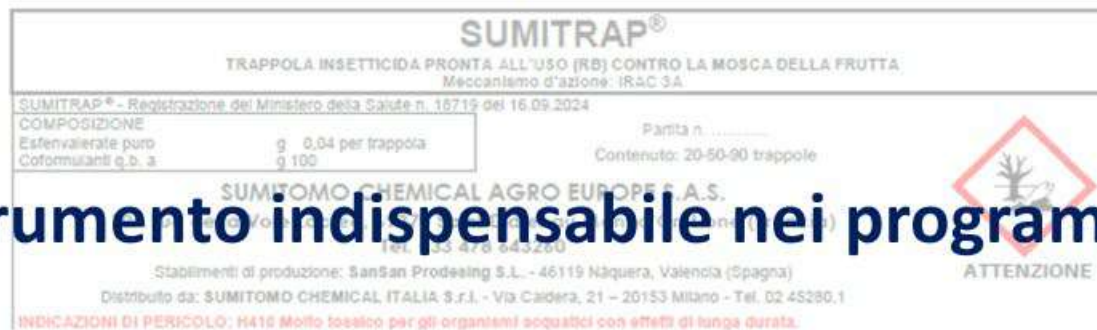 SUMITRAP®
TRAPPOLA INSETTICIDA PRONTA ALL'USO (RB) CONTRO LA MOSCA DELLA FRUTTA
Meccanismo d'azione: IRAC 3A
SUMITRAP® - Registrazione del Ministero della Salute n. 18719 del 16.09.2024
COMPOSIZIONE
Esfenvalerate puro g 0,04 per trappola
Coformulanti q.b. a g 100
Partita n. ...........
Contenuto: 20-50-90 trappole
SUMITOMO CHEMICAL AGRO EUROPE S.A.S.
rumento indispensabile nei program
Tel. +33 478 643260
ATTENZIONE
Stabilimenti di produzione: SanSan Prodesing S.L. - 46119 Náquera, Valencia (Spagna)
Distribuito da: SUMITOMO CHEMICAL ITALIA S.r.l. - Via Caldera, 21 – 20153 Milano - Tel. 02 45280.1
INDICAZIONI DI PERICOLO: H410 Molto tossico per gli organismi acquatici con effetti di lunga durata.